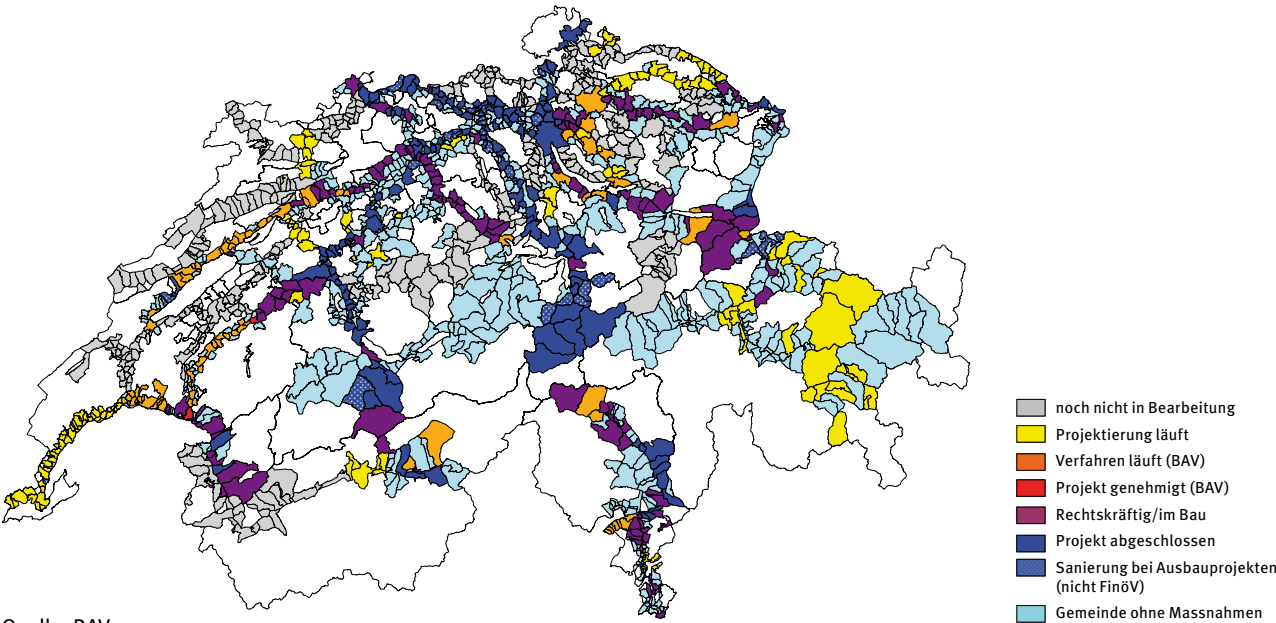 noch nicht in Bearbeitung
Projektierung läuft
Verfahren läuft (BAV)
Projekt genehmigt (BAV)
Rechtskräftig/im Bau
Projekt abgeschlossen
Sanierung bei Ausbauprojekten
(nicht FinöV)
Gemeinde ohne Massnahmen